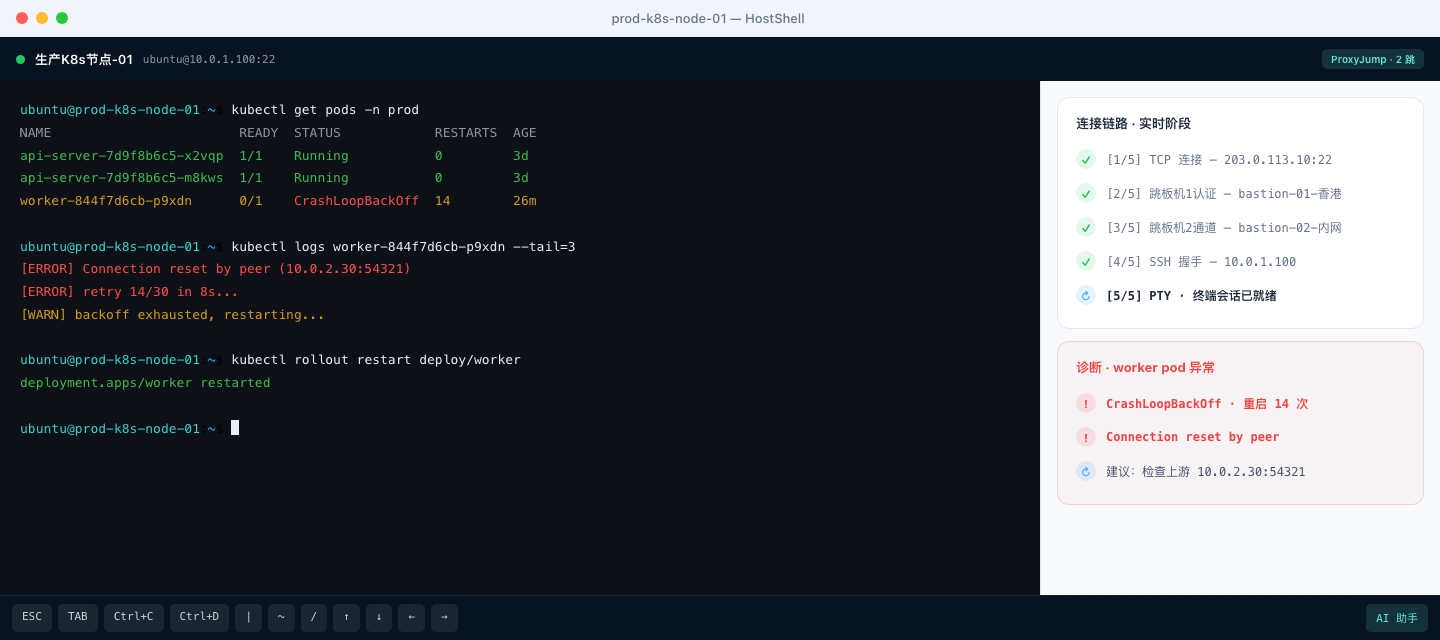 prod-k8s-node-01 — HostShell
生产K8s节点-01 ubuntu@10.0.1.100:22
ProxyJump · 2 跳
ubuntu@prod-k8s-node-01 ~ kubectl get pods -n prod
NAME READY STATUS RESTARTS AGE
api-server-7d9f8b6c5-x2vqp 1/1 Running 0 3d
api-server-7d9f8b6c5-m8kws 1/1 Running 0 3d
worker-844f7d6cb-p9xdn 0/1 CrashLoopBackOff 14 26m
ubuntu@prod-k8s-node-01 ~ kubectl logs worker-844f7d6cb-p9xdn --tail=3
[ERROR] Connection reset by peer (10.0.2.30:54321)
[ERROR] retry 14/30 in 8s...
[WARN] backoff exhausted, restarting...
ubuntu@prod-k8s-node-01 ~ kubectl rollout restart deploy/worker
deployment.apps/worker restarted
ubuntu@prod-k8s-node-01 ~
连接链路 · 实时阶段
[1/5] TCP 连接 — 203.0.113.10:22
[2/5] 跳板机1认证 — bastion-01-香港
[3/5] 跳板机2通道 — bastion-02-内网
[4/5] SSH 握手 — 10.0.1.100
[5/5] PTY · 终端会话已就绪
诊断 · worker pod 异常
! CrashLoopBackOff · 重启 14 次
! Connection reset by peer
建议: 检查上游 10.0.2.30:54321
ESC TAB Ctrl+C Ctrl+D | ~ / ↑ ↓ ← →
AI 助手